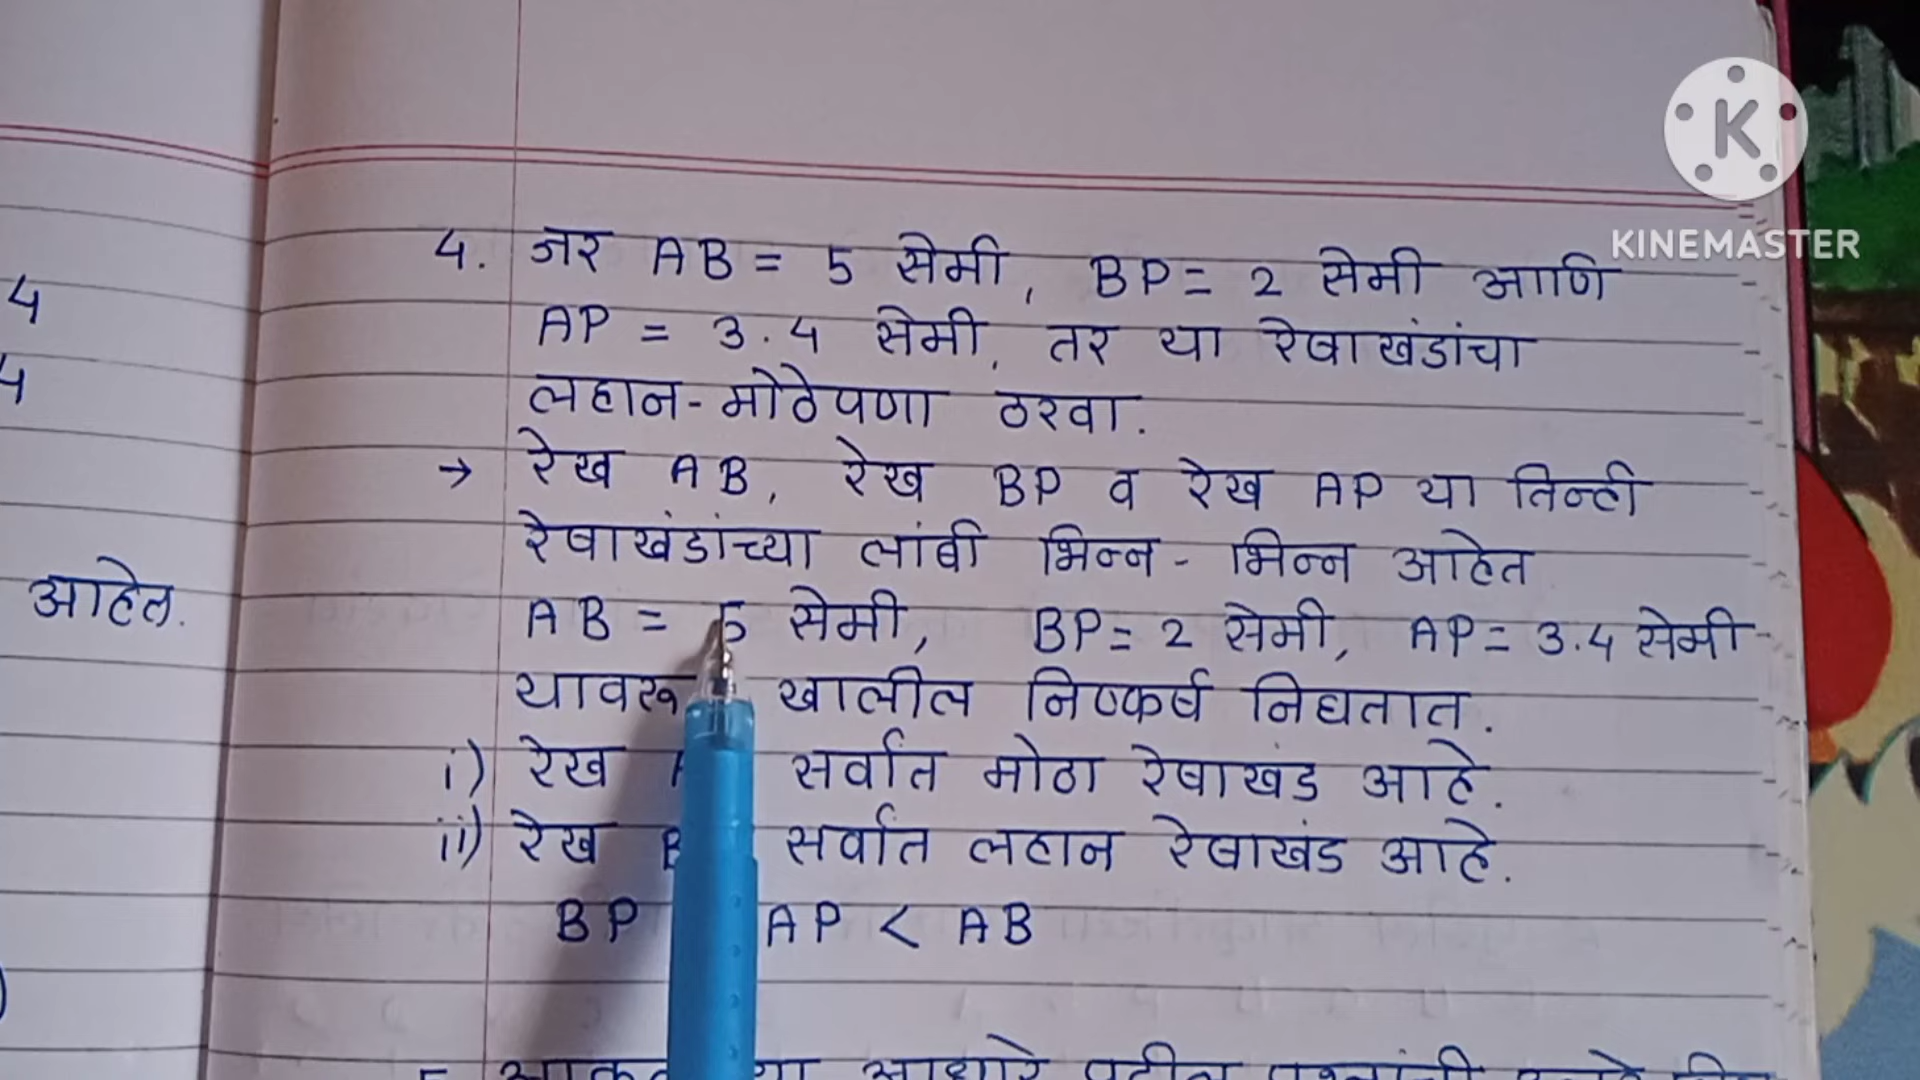 K
KINEMASTER
4
4
आहेत.
4. जर AB = 5 सेमी, BP = 2 सेमी आणि
AP = 3.4 सेमी, तर या रेषाखंडांचा
लहान-मोठेपणा ठरवा.
→ रेख AB, रेख BP व रेख AP या तिन्ही
रेषाखंडांच्या लांबी भिन्न-भिन्न आहेत
AB = 5 सेमी, BP = 2 सेमी, AP = 3.4 सेमी
खालील निष्कर्ष निघतात.
i) रेख सर्वात मोठा रेषाखंड आहे.
ii) रेख सर्वात लहान रेषाखंड आहे.
BP AP < AB
आधारे पुढील